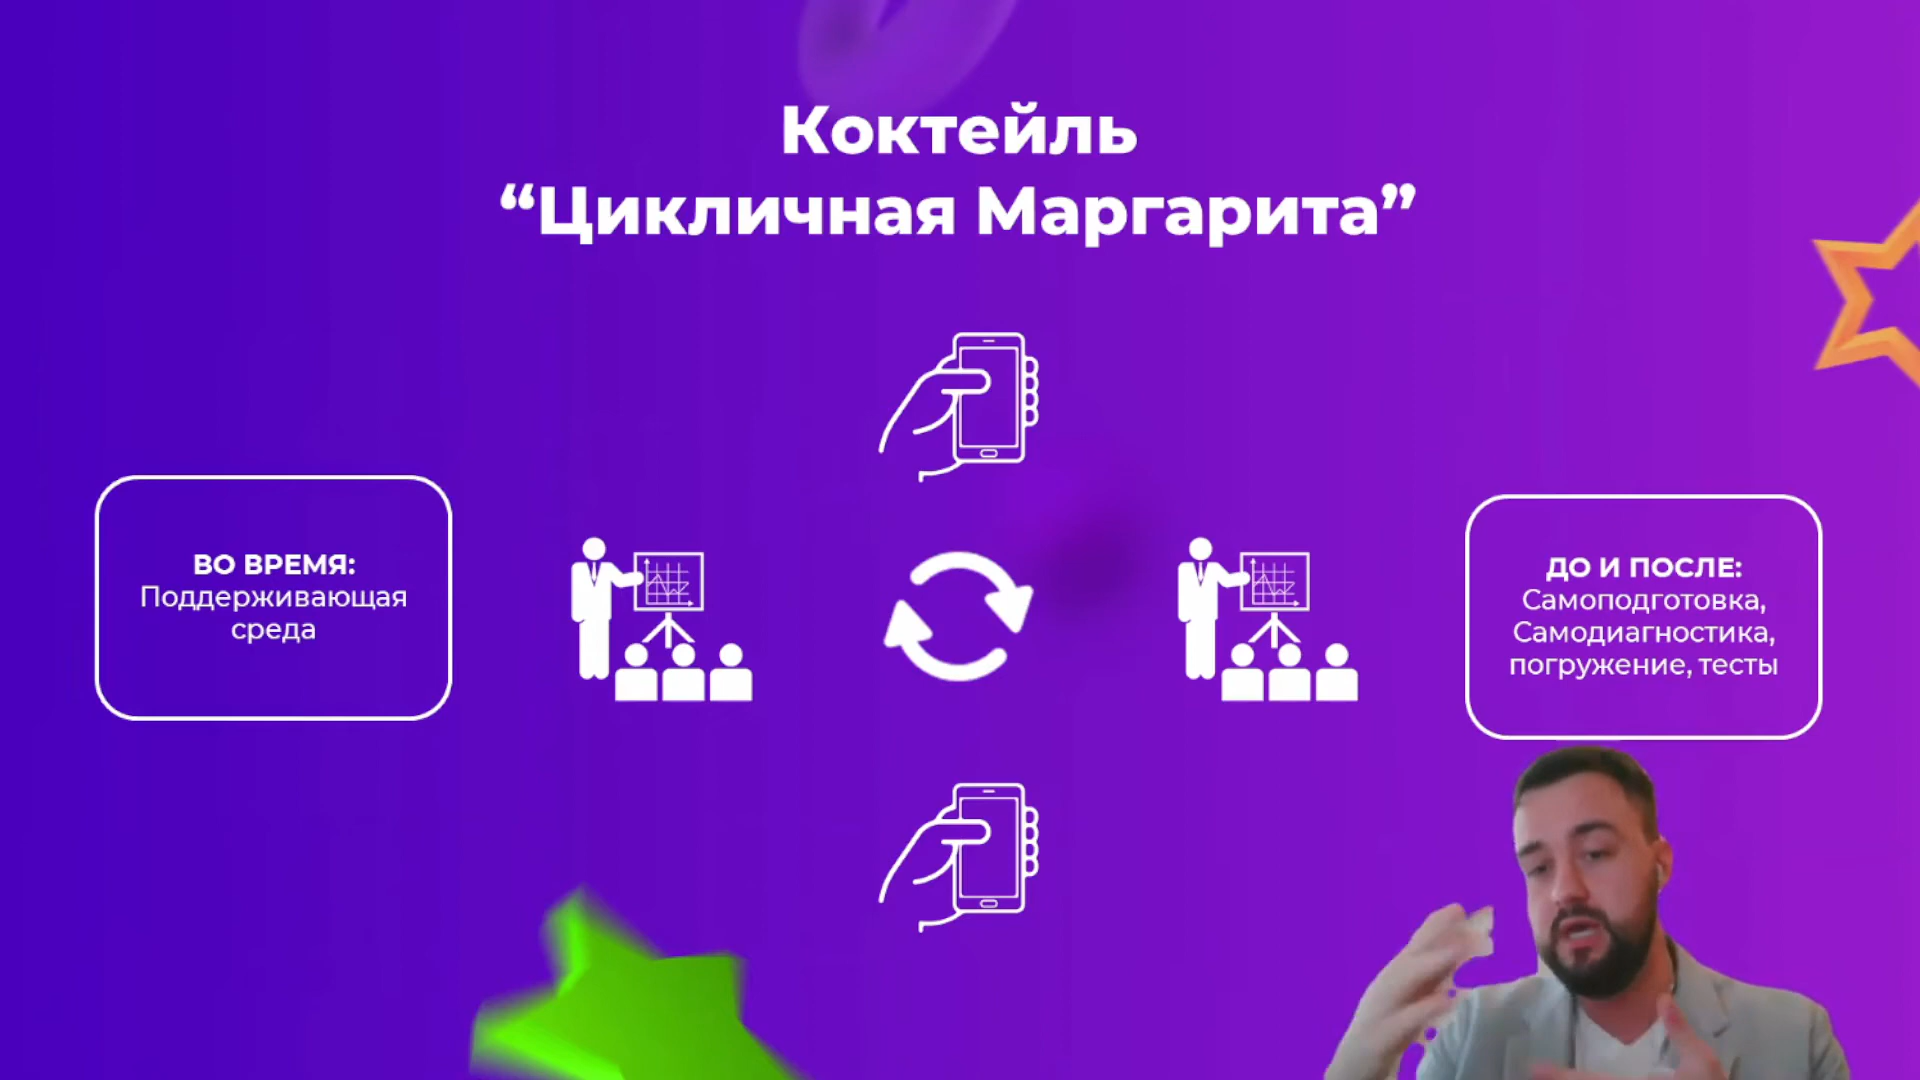 Коктейль
“Цикличная Маргарита”
ВО ВРЕМЯ:
Поддерживающая
среда
ДО И ПОСЛЕ:
Самоподготовка,
Самодиагностика,
погружение, тесты